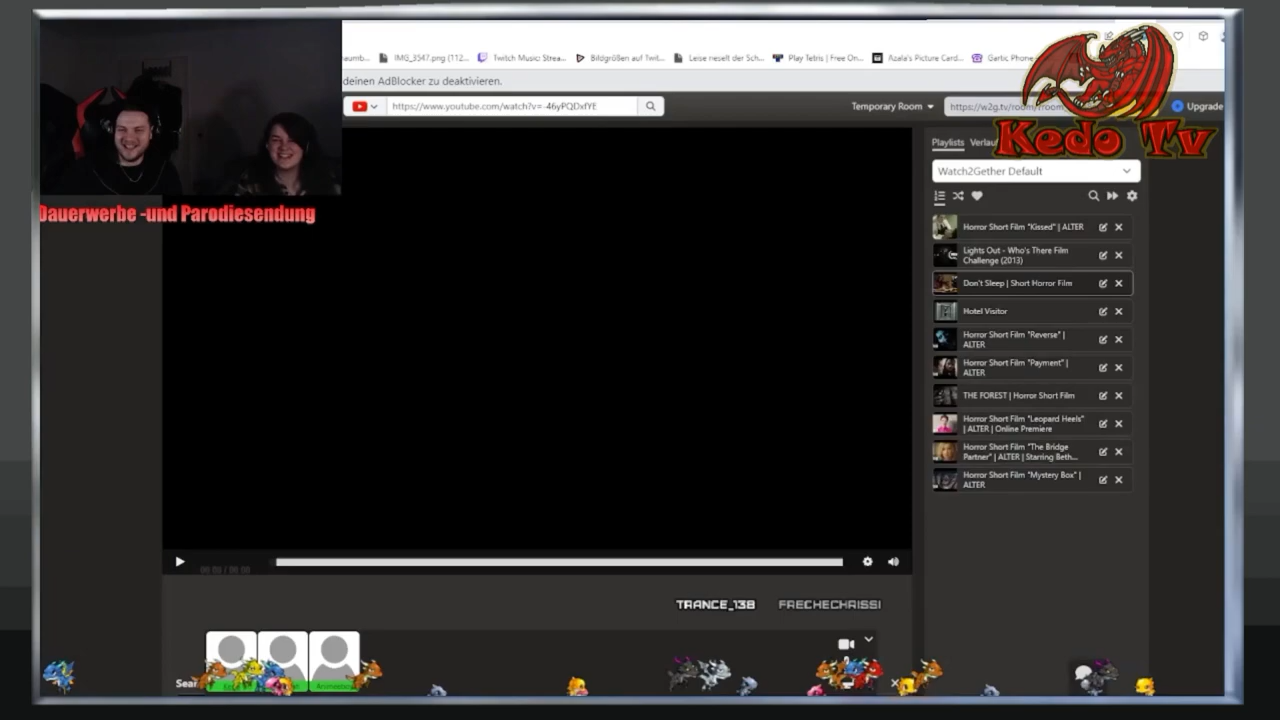 IMG_3547.png (112...
Twitch Music: Strea...
Bildgrößen auf Twit...
Leise rieselt der Sch...
Play Tetris | Free On...
Azala's Picture Card...
Gartic Phone
deinen AdBlocker zu deaktivieren.
https://www.youtube.com/watch?v=-46yPQDxfYE
Temporary Room
Upgrade
Kedo Tv
Dauerwerbe -und Parodiesendung
Playlists
Watch2Gether Default
Horror Short Film "Kissed" | ALTER
Lights Out - Who's There Film
Challenge (2013)
Don't Sleep | Short Horror Film
Hotel Visitor
Horror Short Film "Reverse" |
ALTER
Horror Short Film "Payment" |
ALTER
THE FOREST | Horror Short Film
Horror Short Film "Leopard Heels"
| ALTER | Online Premiere
Horror Short Film "The Bridge
Partner" | ALTER | Starring Beth...
Horror Short Film "Mystery Box" |
ALTER
00:00 / 00:00
TRANCE_138
FRECHECHRISSI